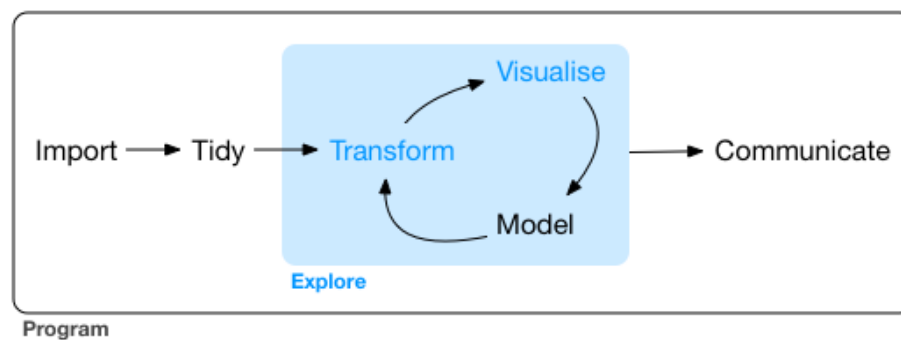 Visualise
Import
Tidy
Transform
Communicate
Model
Explore
Program